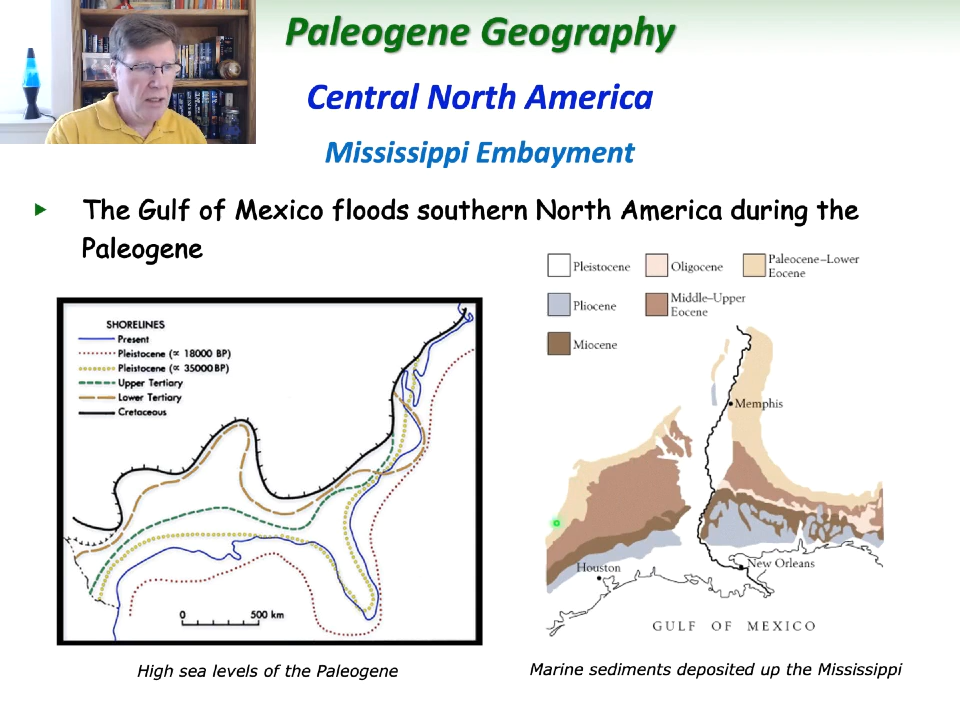 Paleogene Geography
Central North America
Mississippi Embayment
► The Gulf of Mexico floods southern North America during the
Paleogene
SHORELINES
Present
Pleistocene (∝ 18000 BP)
Pleistocene (∝ 35000 BP)
Upper Tertiary
Lower Tertiary
Cretaceous
0 500 km
High sea levels of the Paleogene
Pleistocene Oligocene Paleocene–Lower
Eocene
Pliocene Middle–Upper
Eocene
Miocene
Memphis
Houston
New Orleans
GULF OF MEXICO
Marine sediments deposited up the Mississippi